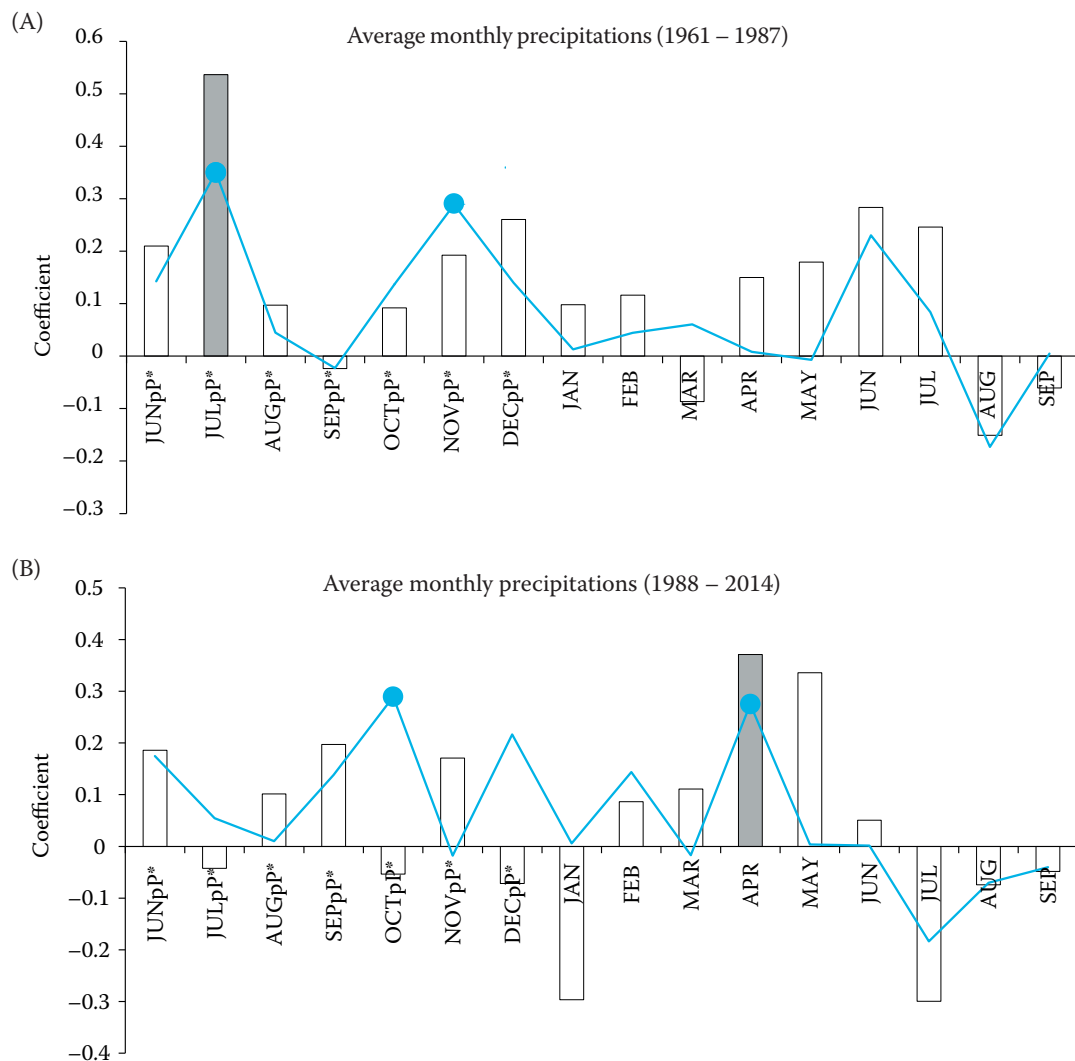 (A)
Average monthly precipitations (1961 – 1987)
0.6
0.5
0.4
0.3
0.2
0.1
0
−0.1
−0.2
−0.3
Coefficient
JUNpP*
JULpP*
AUGpP*
SEPpP*
OCTpP*
NOVpP*
DECpP*
JAN
FEB
MAR
APR
MAY
JUN
JUL
AUG
SEP
(B)
Average monthly precipitations (1988 – 2014)
0.5
0.4
0.3
0.2
0.1
0
−0.1
−0.2
−0.3
−0.4
Coefficient
JUNpP*
JULpP*
AUGpP*
SEPpP*
OCTpP*
NOVpP*
DECpP*
JAN
FEB
MAR
APR
MAY
JUN
JUL
AUG
SEP